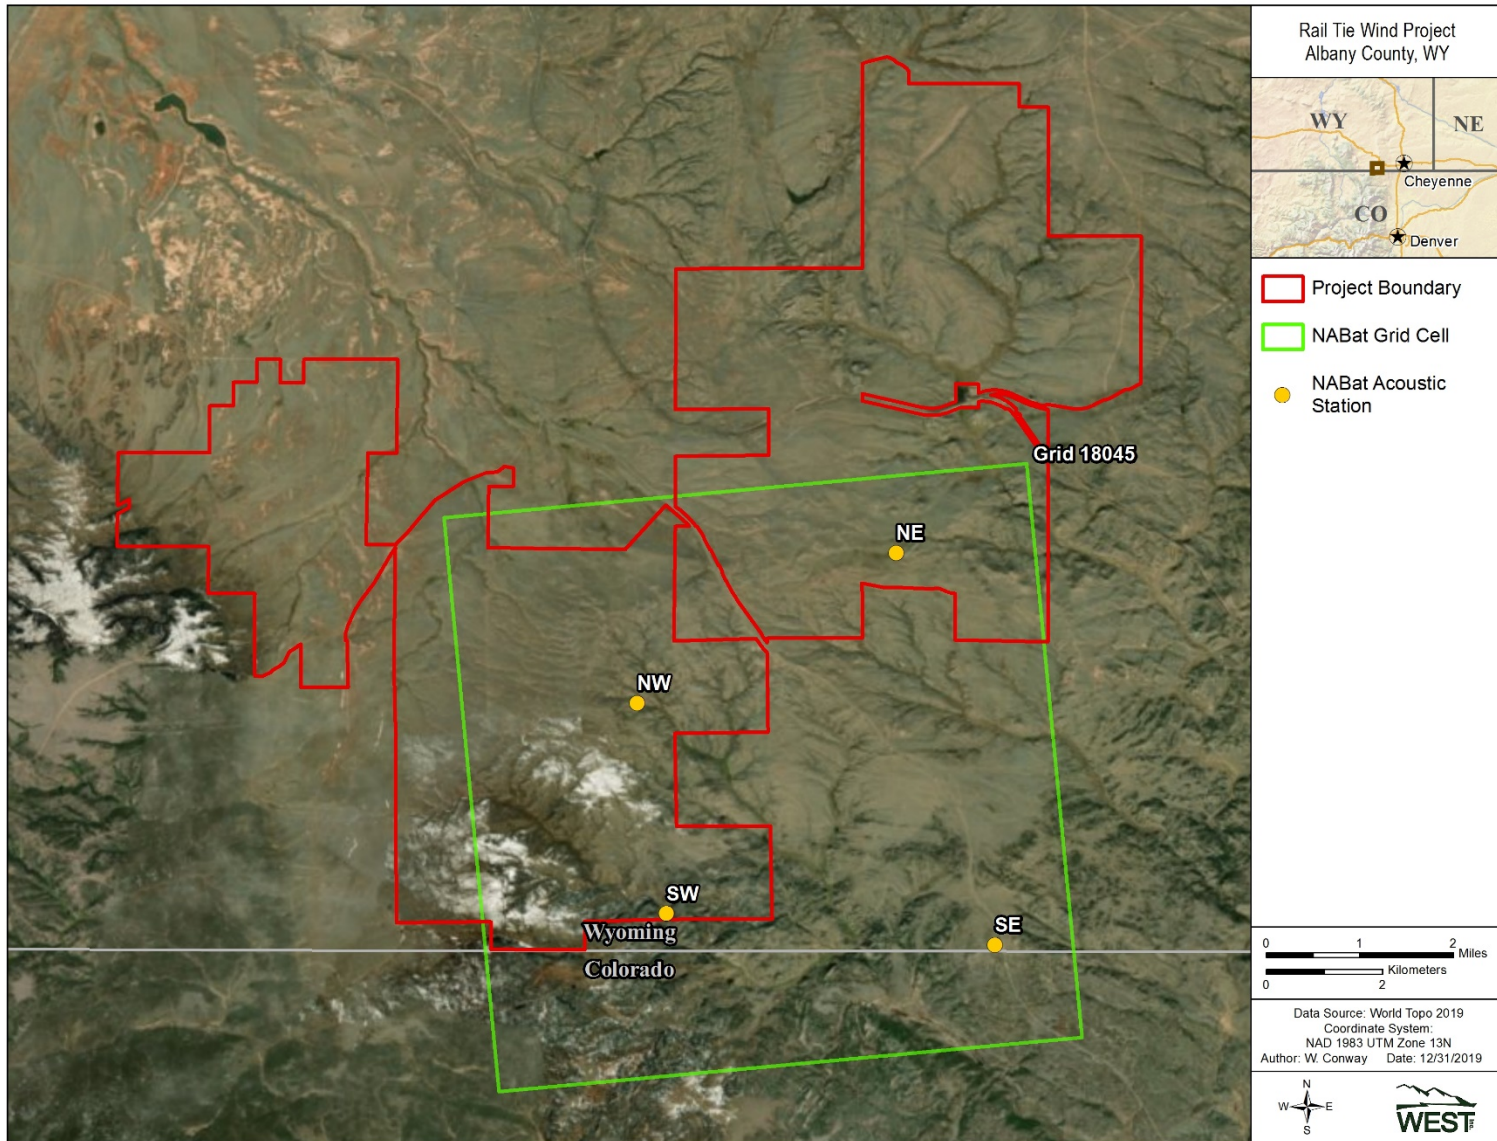 Rail Tie Wind Project
Albany County, WY
WY
NE
Cheyenne
CO
Denver
Project Boundary
NABat Grid Cell
NABat Acoustic
Station
Grid 18045
NE
NW
SW
SE
Wyoming
Colorado
0 1 2 Miles
Kilometers
0 2
Data Source: World Topo 2019
Coordinate System:
NAD 1983 UTM Zone 13N
Author: W. Conway Date: 12/31/2019
N
W E
S
WEST